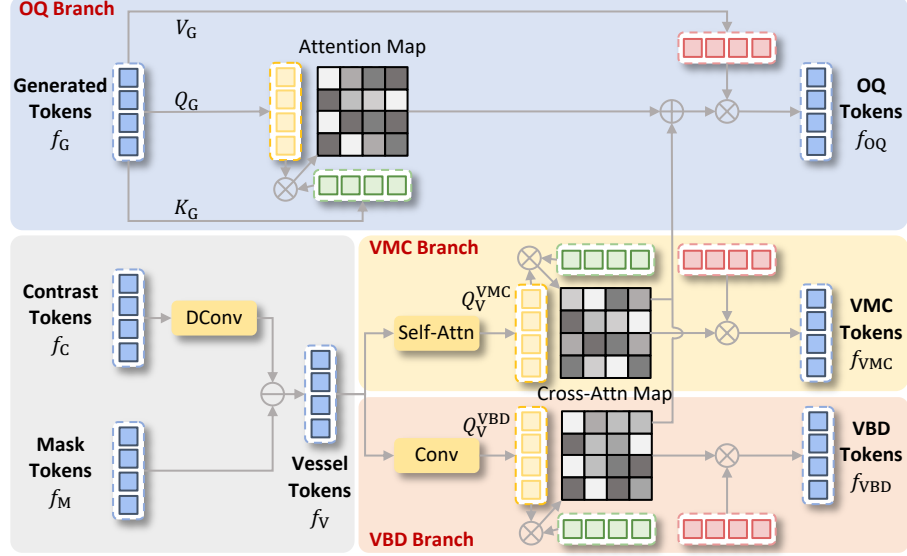 OQ Branch
V_G
Attention Map
Generated
Tokens
f_G
Q_G
K_G
OQ
Tokens
f_OQ
Contrast
Tokens
f_C
DConv
Mask
Tokens
f_M
Vessel
Tokens
f_V
VMC Branch
Self-Attn
Q_V^VMC
VMC
Tokens
f_VMC
Cross-Attn Map
Conv
Q_V^VBD
VBD
Tokens
f_VBD
VBD Branch